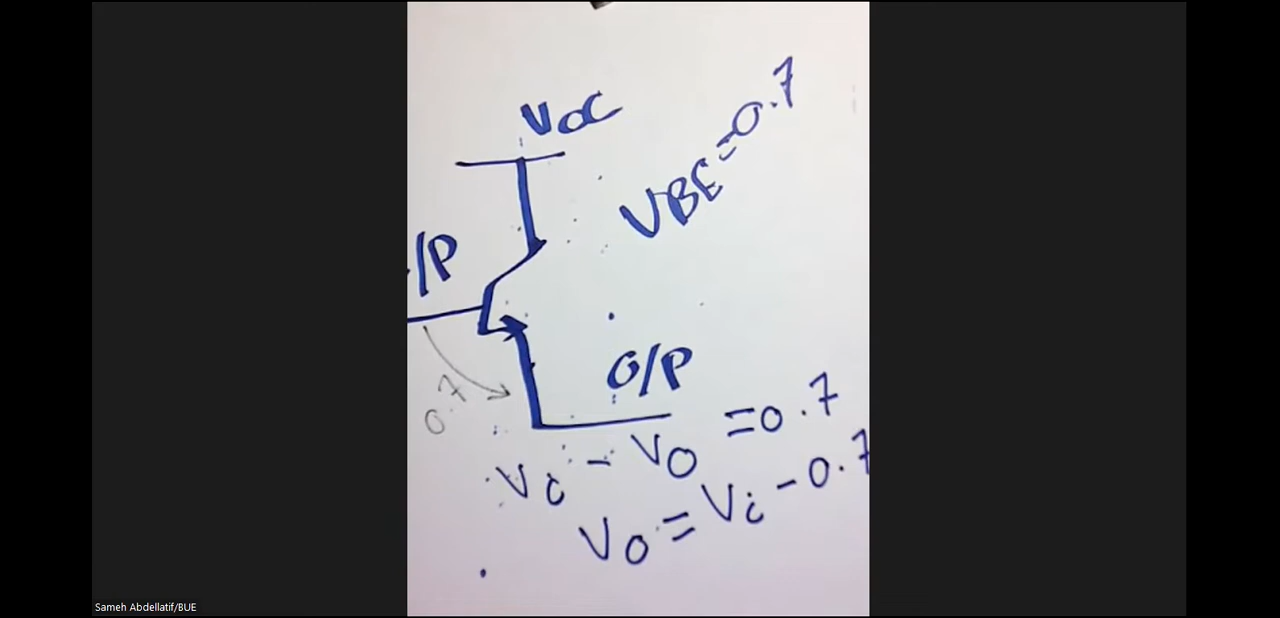 Vcc
VBE=0.7
/P
0.7
O/P
Vi - Vo = 0.7
Vo = Vi - 0.7
Sameh Abdellatif/BUE